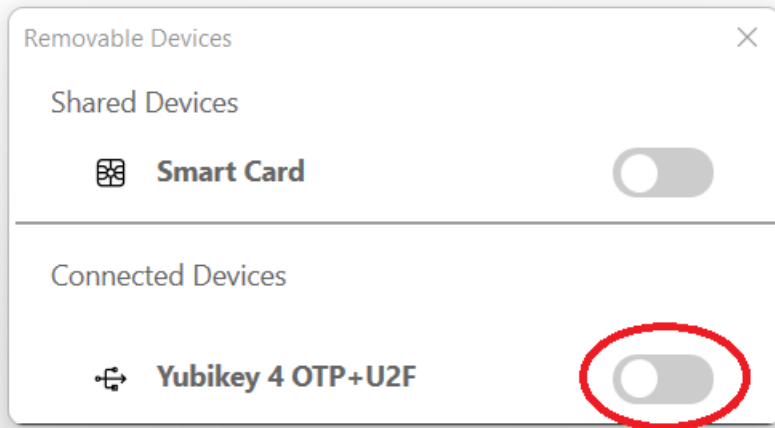 Removable Devices
Shared Devices
Smart Card
Connected Devices
Yubikey 4 OTP+U2F